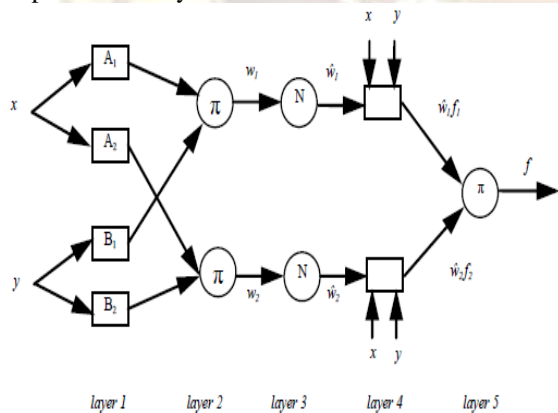 x y
A₁
w₁
ŵ₁
π
N
x
ŵ₁f₁
A₂
f
π
B₁
ŵ₂f₂
y
π
N
B₂
w₂
ŵ₂
x y
layer 1 layer 2 layer 3 layer 4 layer 5